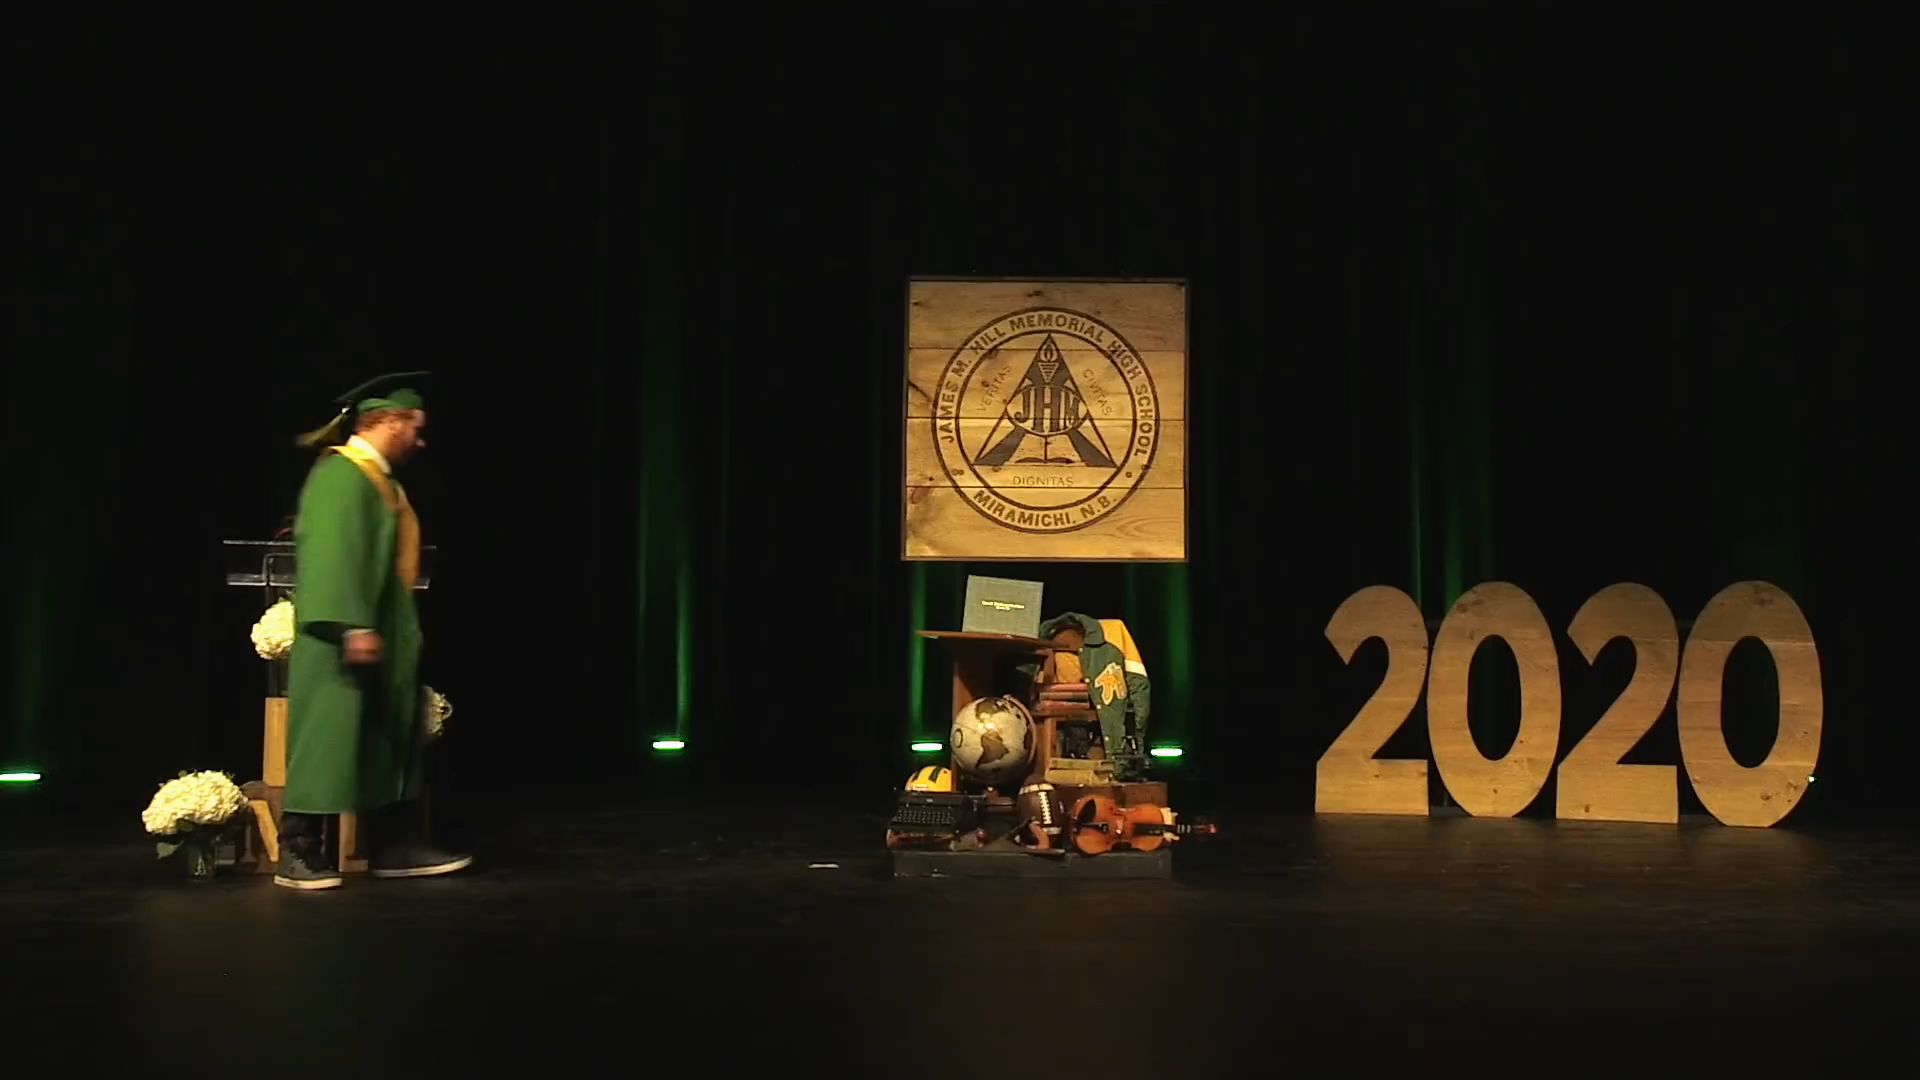 JAMES M. HILL MEMORIAL HIGH SCHOOL
VERITAS
CIVITAS
JHM
DIGNITAS
MIRAMICHI, N.B.
2020